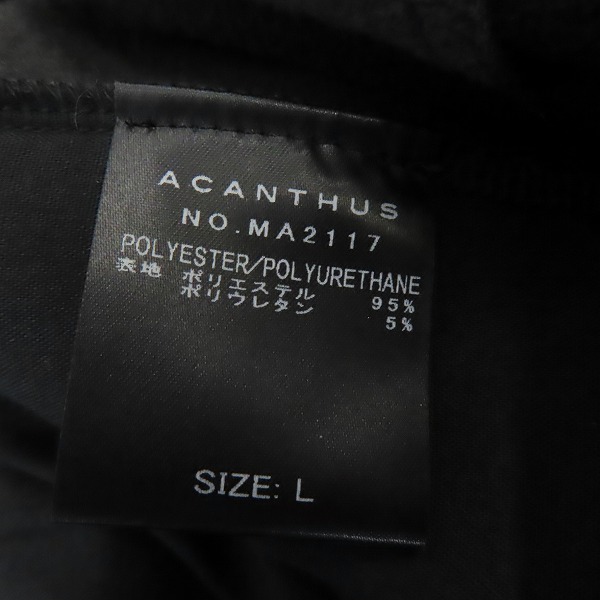 ACANTHUS
NO.MA2117
POLYESTER/POLYURETHANE
表地 ポリエステル 95%
ポリウレタン 5%
SIZE: L